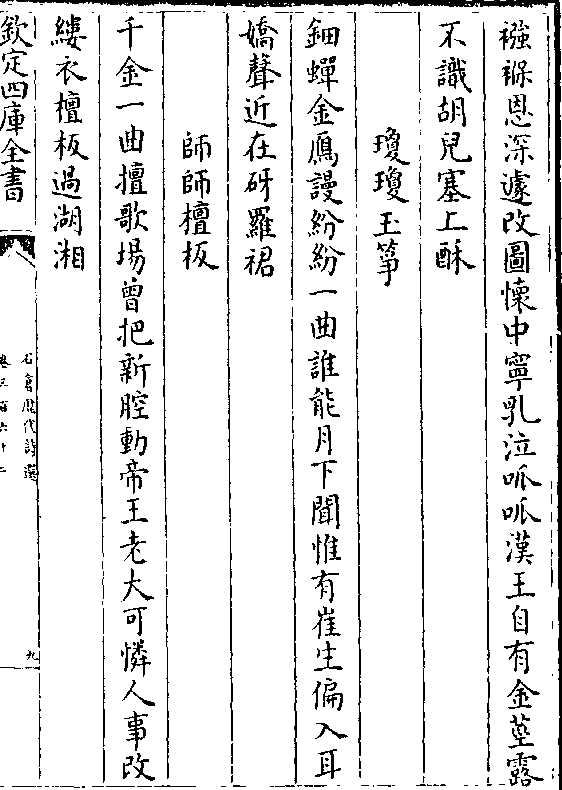 襁褓恩深遽改圖懐中寧乳泣呱呱漢王自有金莖露
不識胡兒塞上酥
瓊瓊玉筝
鈿蟬金鴈謾紛紛一曲誰能月下聞惟有崔生偏入耳
嬌聲近在砑羅裙
師師檀板
千金一曲擅歌場曾把新腔動帝王老大可憐人事改
縷衣檀板過湖湘
欽定四庫全書
石倉歴代詩選
卷三百六十二
九